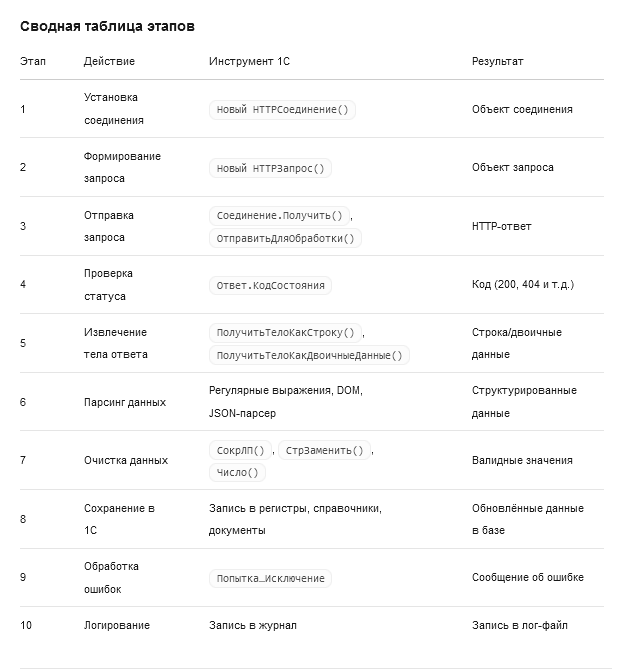 Сводная таблица этапов
Этап Действие Инструмент 1С Результат
1 Установка соединения Новый HTTPСоединение() Объект соединения
2 Формирование запроса Новый HTTPЗапрос() Объект запроса
3 Отправка запроса Соединение.Получить(), ОтправитьДляОбработки() HTTP-ответ
4 Проверка статуса Ответ.КодСостояния Код (200, 404 и т.д.)
5 Извлечение тела ответа ПолучитьТелоКакСтроку(), ПолучитьТелоКакДвоичныеДанные() Строка/двоичные данные
6 Парсинг данных Регулярные выражения, DOM, JSON-парсер Структурированные данные
7 Очистка данных СокрЛП(), СтрЗаменить(), Число() Валидные значения
8 Сохранение в 1С Запись в регистры, справочники, документы Обновлённые данные в базе
9 Обработка ошибок Попытка…Исключение Сообщение об ошибке
10 Логирование Запись в журнал Запись в лог-файл